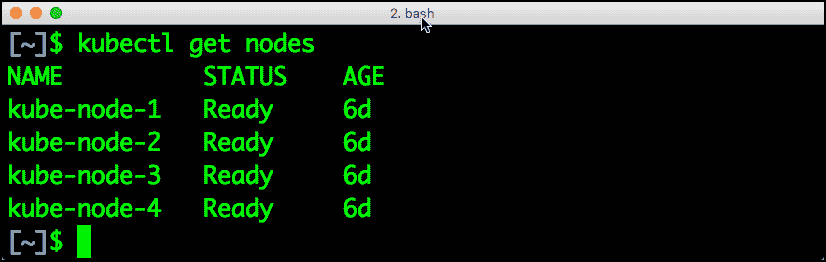 2. bash
[~]$ kubectl get nodes
NAME          STATUS    AGE
kube-node-1   Ready     6d
kube-node-2   Ready     6d
kube-node-3   Ready     6d
kube-node-4   Ready     6d
[~]$